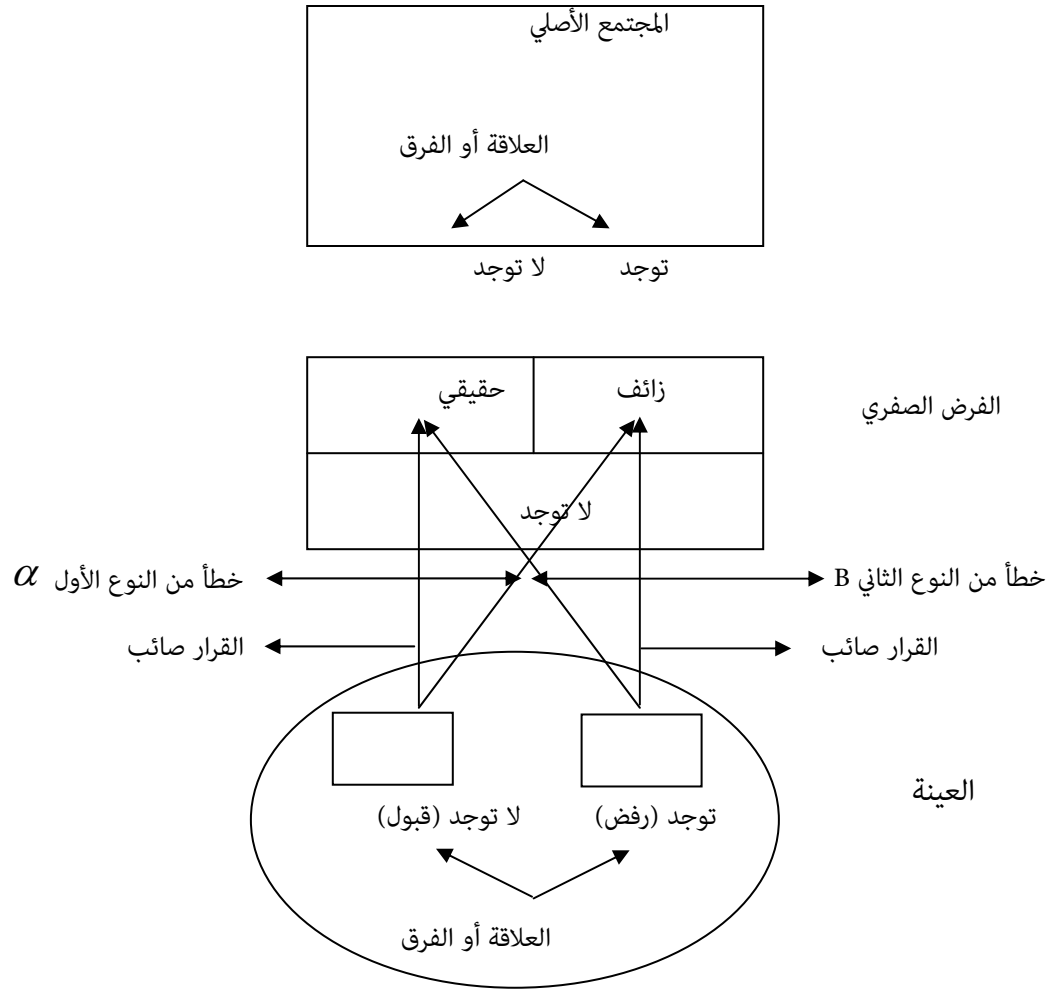 المجتمع الأصلي
العلاقة أو الفرق
توجد لا توجد
زائف حقيقي
الفرض الصفري
لا توجد
خطأ من النوع الثاني B
خطأ من النوع الأول α
القرار صائب
القرار صائب
العينة
توجد (رفض) لا توجد (قبول)
العلاقة أو الفرق